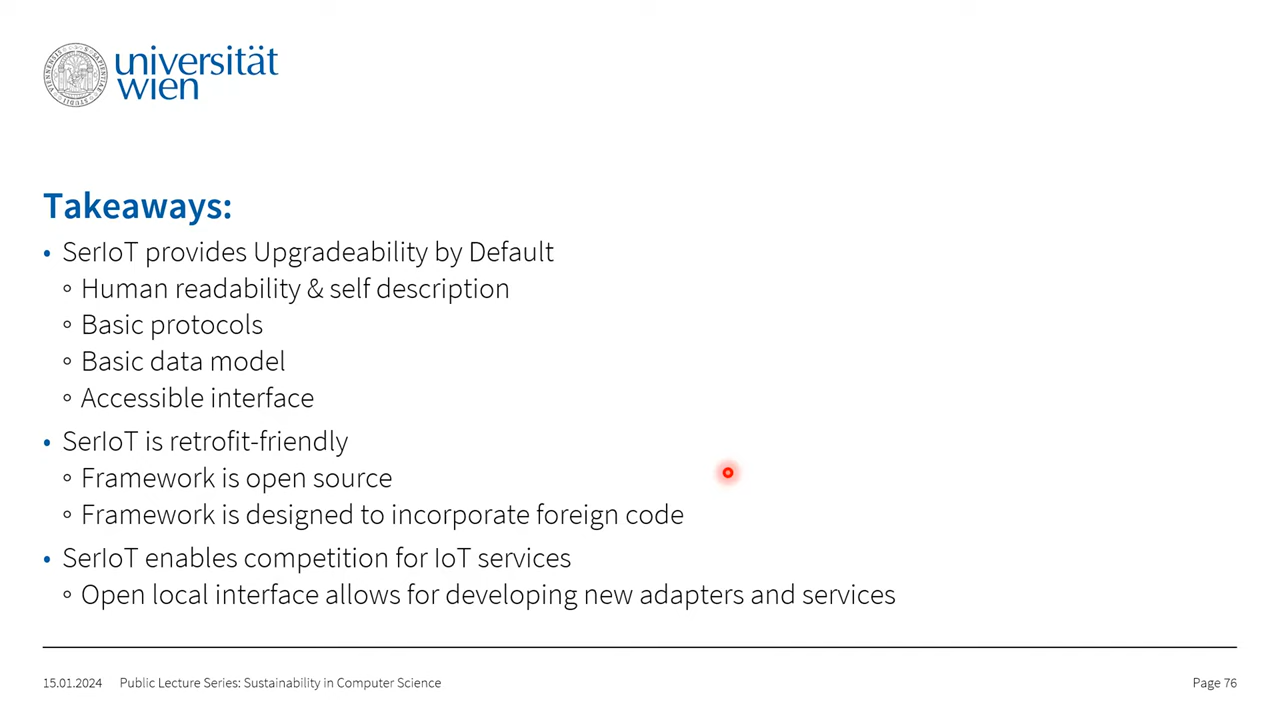 universität
wien
Takeaways:
• SerIoT provides Upgradeability by Default
∘ Human readability & self description
∘ Basic protocols
∘ Basic data model
∘ Accessible interface
• SerIoT is retrofit-friendly
∘ Framework is open source
∘ Framework is designed to incorporate foreign code
• SerIoT enables competition for IoT services
∘ Open local interface allows for developing new adapters and services
15.01.2024 Public Lecture Series: Sustainability in Computer Science Page 76